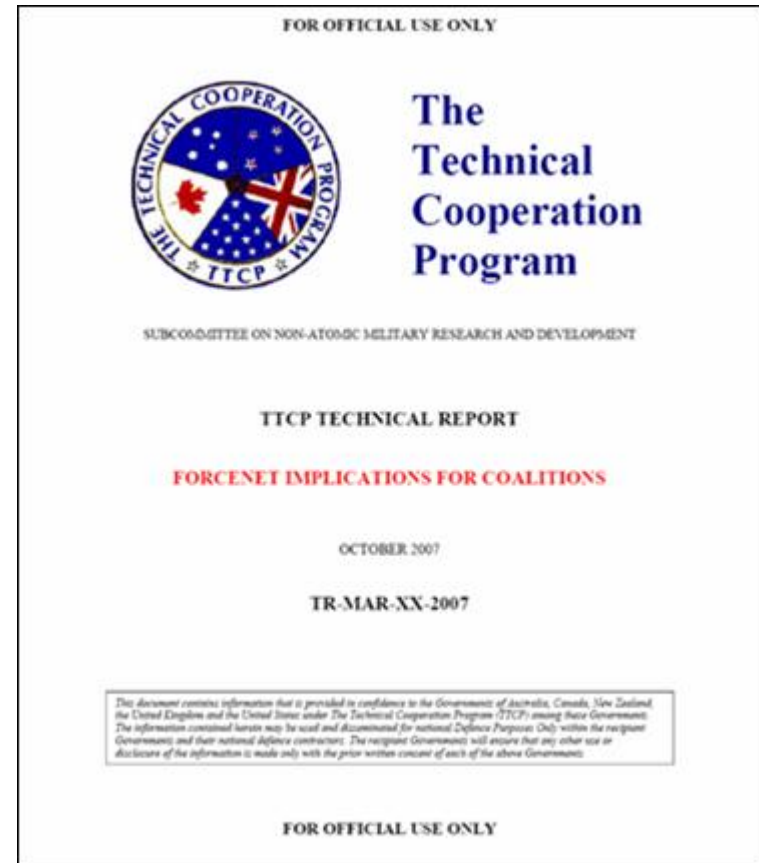 FOR OFFICIAL USE ONLY
THE TECHNICAL COOPERATION PROGRAM
TTCP
The
Technical
Cooperation
Program
SUBCOMMITTEE ON NON-ATOMIC MILITARY RESEARCH AND DEVELOPMENT
TTCP TECHNICAL REPORT
FORCENET IMPLICATIONS FOR COALITIONS
OCTOBER 2007
TR-MAR-XX-2007
This document contains information that is provided in confidence to the Governments of Australia, Canada, New Zealand,
the United Kingdom and the United States under The Technical Cooperation Program (TTCP) among these Governments.
The information contained herein may be used and disseminated for national Defence Purposes Only within the recipient
Governments and their national defence contractors. The recipient Governments will ensure that any other use or
disclosure of the information is made only with the prior written consent of each of the above Governments
FOR OFFICIAL USE ONLY